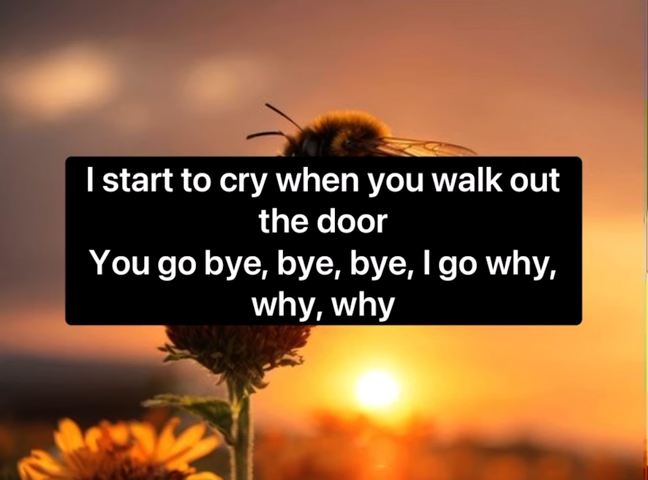 I start to cry when you walk out
the door
You go bye, bye, bye, I go why,
why, why